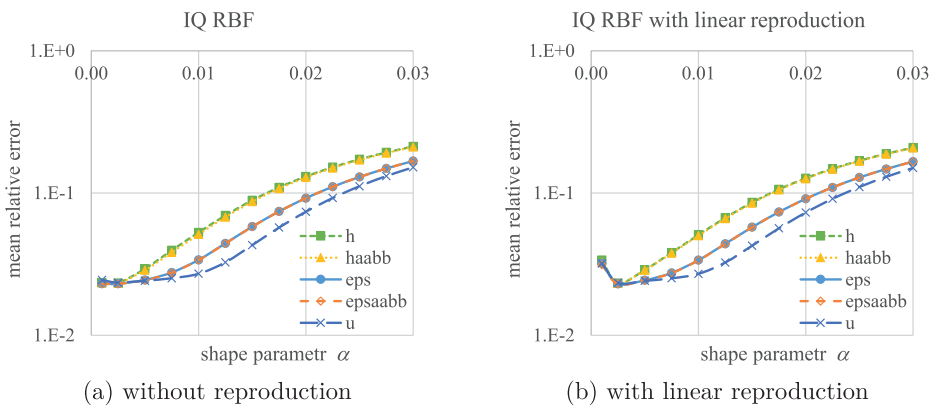 IQ RBF
1.E+0
0.00 0.01 0.02 0.03
1.E-1
1.E-2
mean relative error
h
haabb
eps
epsaabb
u
shape parametr α
(a) without reproduction
IQ RBF with linear reproduction
1.E+0
0.00 0.01 0.02 0.03
1.E-1
1.E-2
mean relative error
h
haabb
eps
epsaabb
u
shape parametr α
(b) with linear reproduction